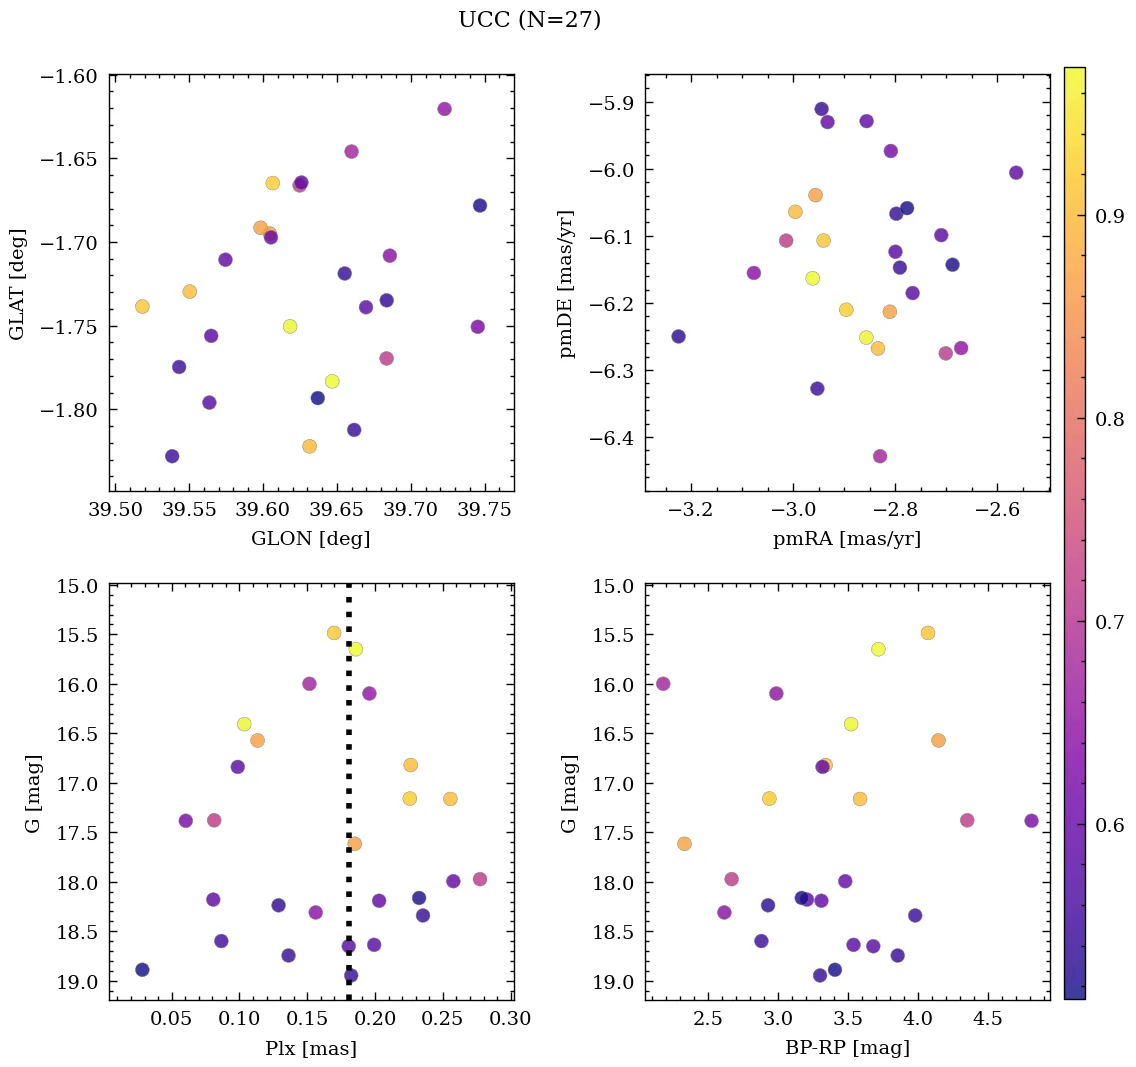 UCC (N=27)
−1.60
−1.65
−1.70
−1.75
−1.80
GLAT [deg]
39.50 39.55 39.60 39.65 39.70 39.75
GLON [deg]
−5.9
−6.0
−6.1
−6.2
−6.3
−6.4
pmDE [mas/yr]
−3.2 −3.0 −2.8 −2.6
pmRA [mas/yr]
15.0
15.5
16.0
16.5
17.0
17.5
18.0
18.5
19.0
G [mag]
0.05 0.10 0.15 0.20 0.25 0.30
Plx [mas]
15.0
15.5
16.0
16.5
17.0
17.5
18.0
18.5
19.0
G [mag]
2.5 3.0 3.5 4.0 4.5
BP-RP [mag]
0.9
0.8
0.7
0.6